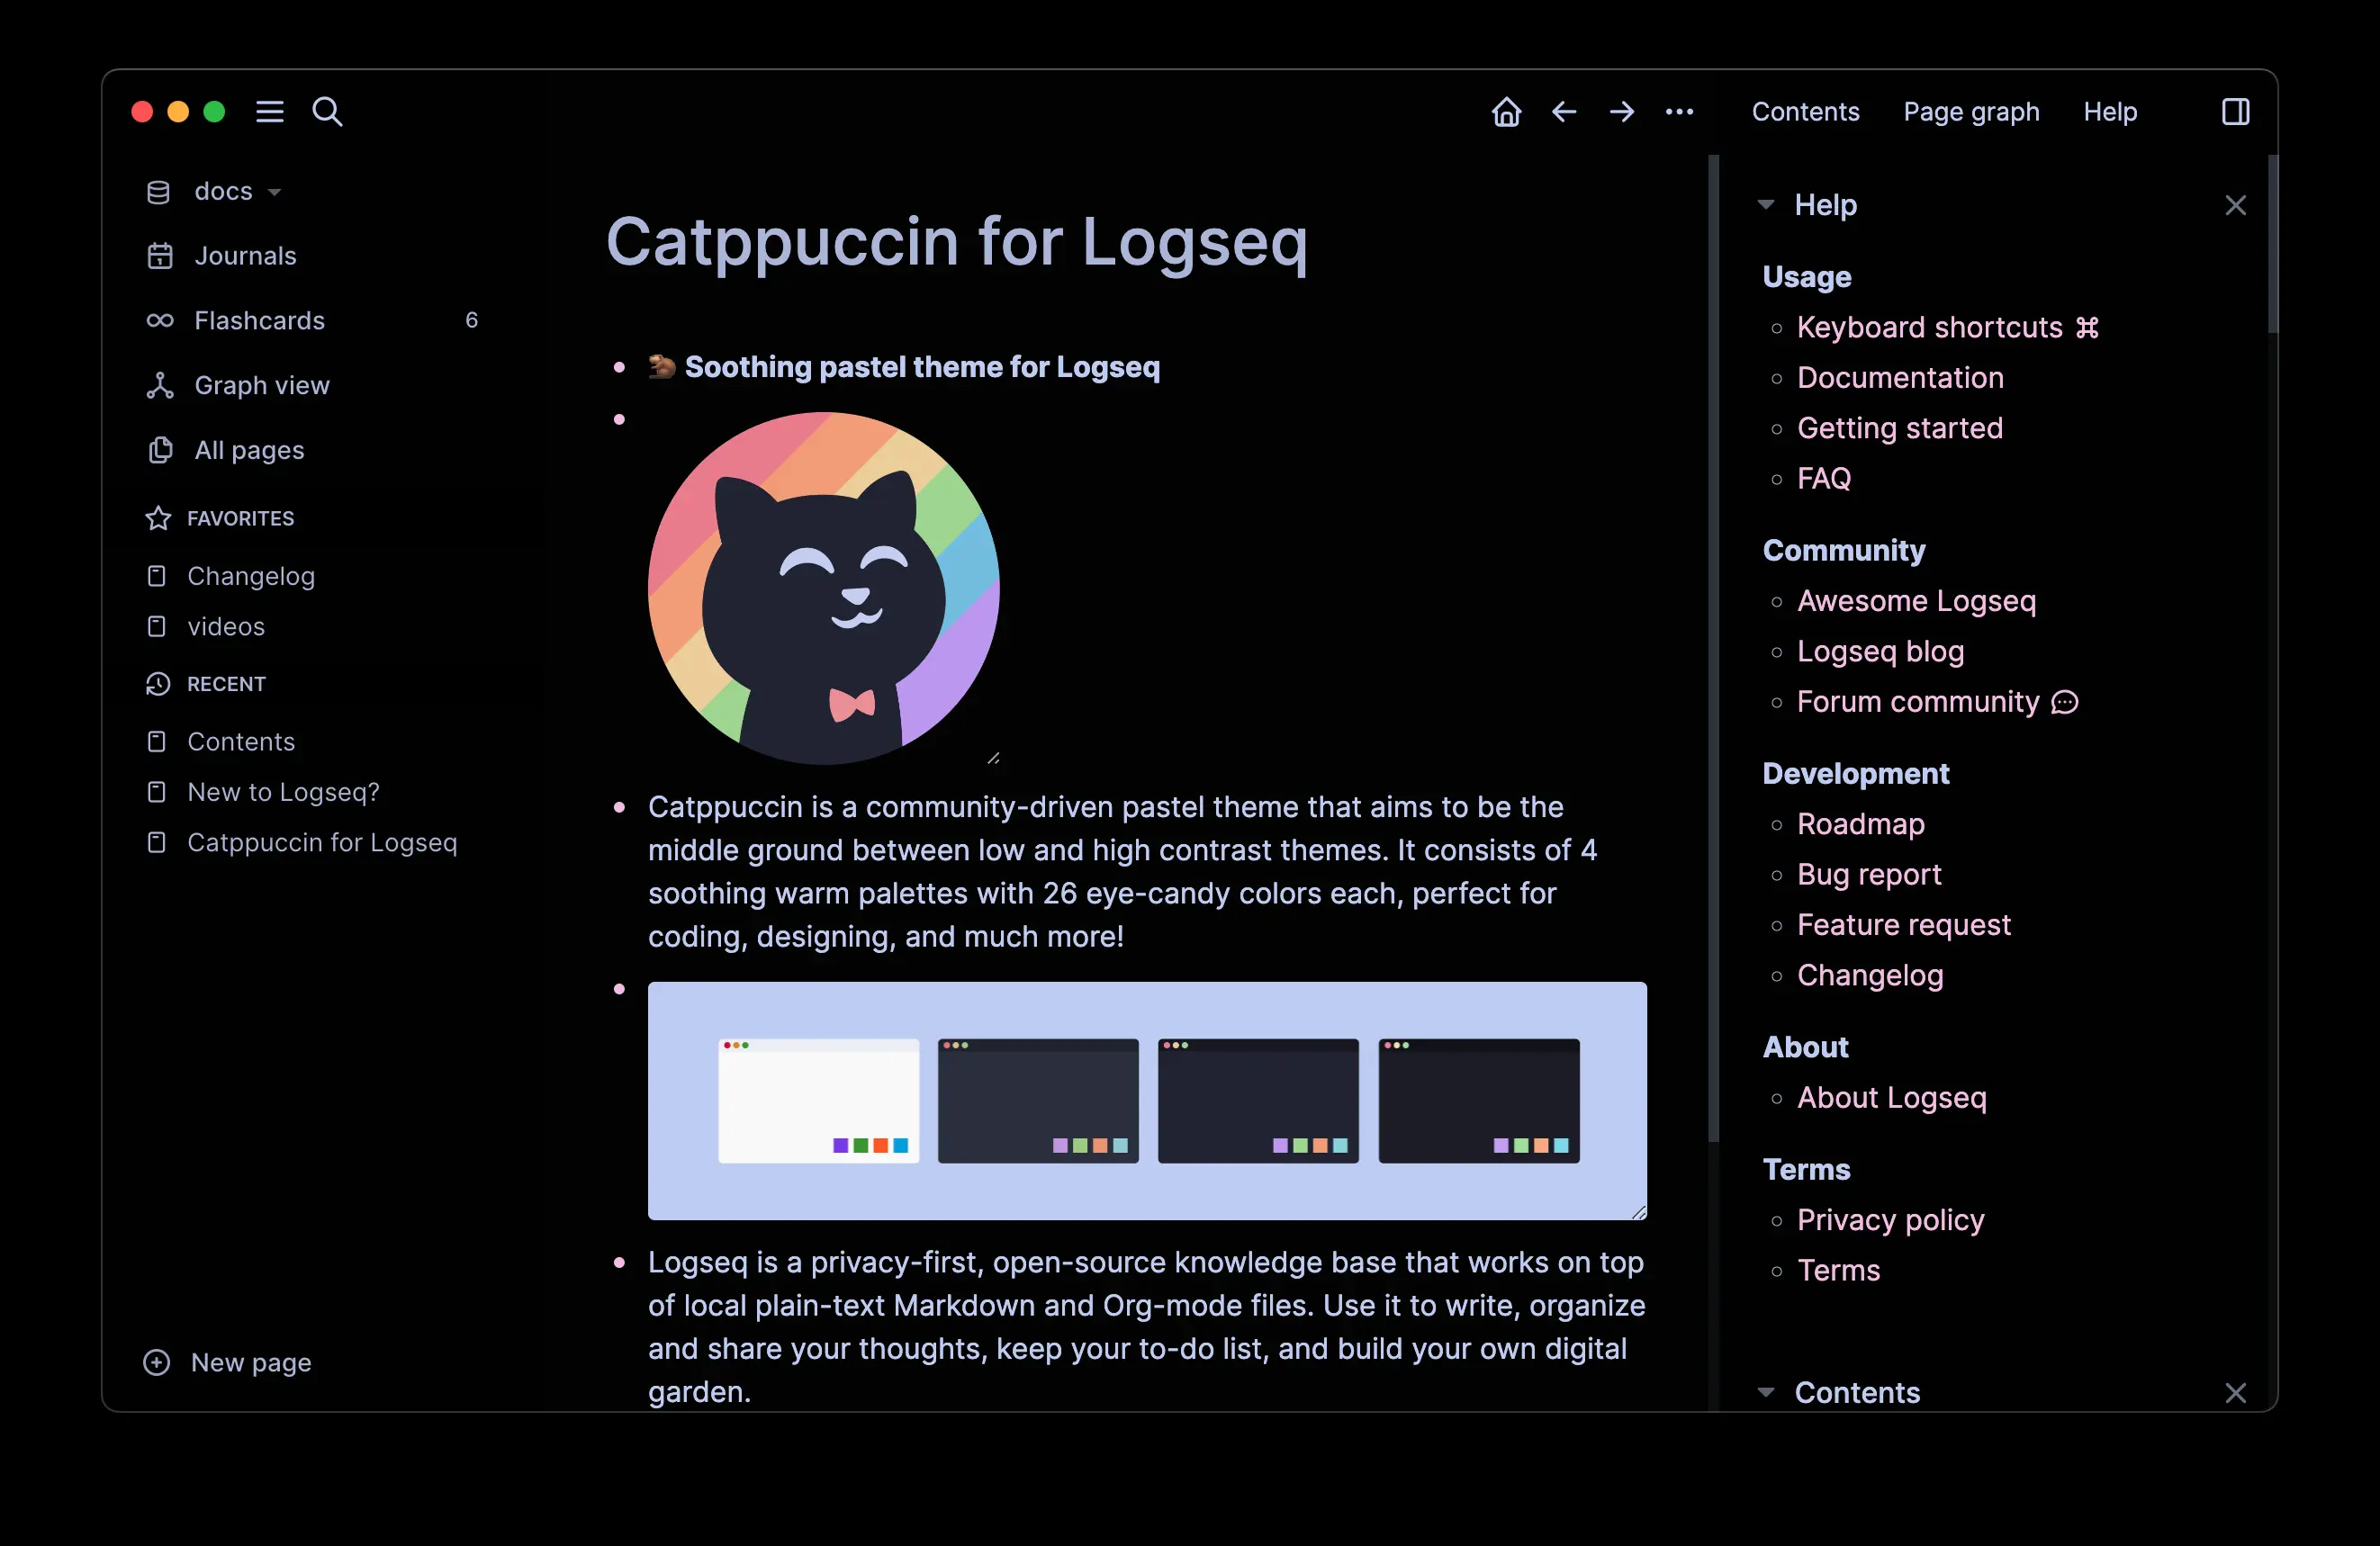 Contents
Page graph
Help
docs
Journals
Flashcards 6
Graph view
All pages
FAVORITES
Changelog
videos
RECENT
Contents
New to Logseq?
Catppuccin for Logseq
New page
Catppuccin for Logseq
🦫 Soothing pastel theme for Logseq
Catppuccin is a community-driven pastel theme that aims to be the
middle ground between low and high contrast themes. It consists of 4
soothing warm palettes with 26 eye-candy colors each, perfect for
coding, designing, and much more!
Logseq is a privacy-first, open-source knowledge base that works on top
of local plain-text Markdown and Org-mode files. Use it to write, organize
and share your thoughts, keep your to-do list, and build your own digital
garden.
Help
Usage
Keyboard shortcuts ⌘
Documentation
Getting started
FAQ
Community
Awesome Logseq
Logseq blog
Forum community
Development
Roadmap
Bug report
Feature request
Changelog
About
About Logseq
Terms
Privacy policy
Terms
Contents